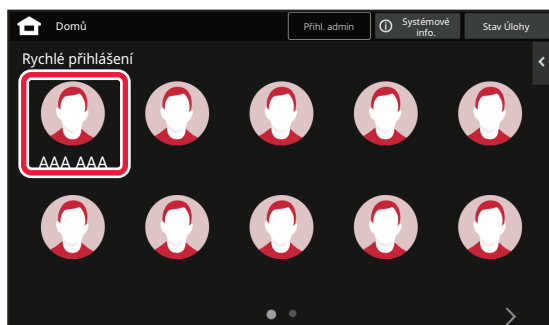 Domů
Přihl. admin
Systémové
info.
Stav Úlohy
Rychlé přihlášení
AAA AAA